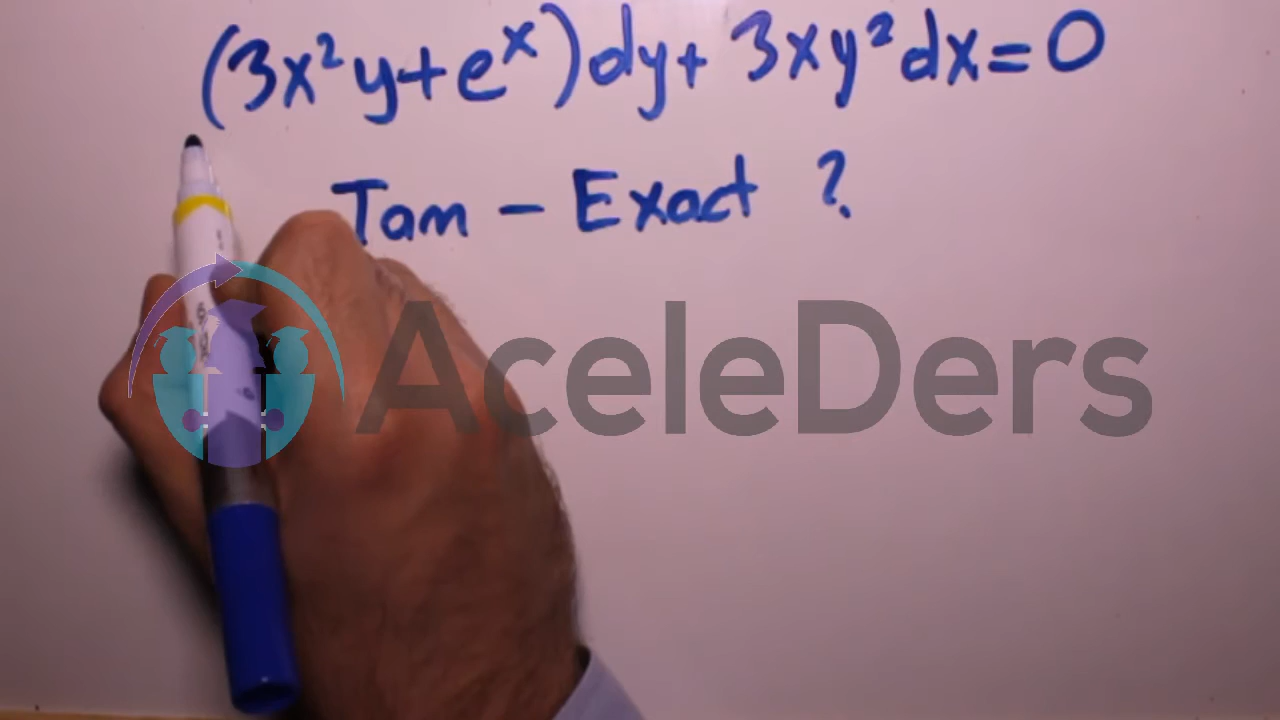 (3x²y+eˣ)dy+3xy²dx=0
Tam - Exact ?
AceleDers